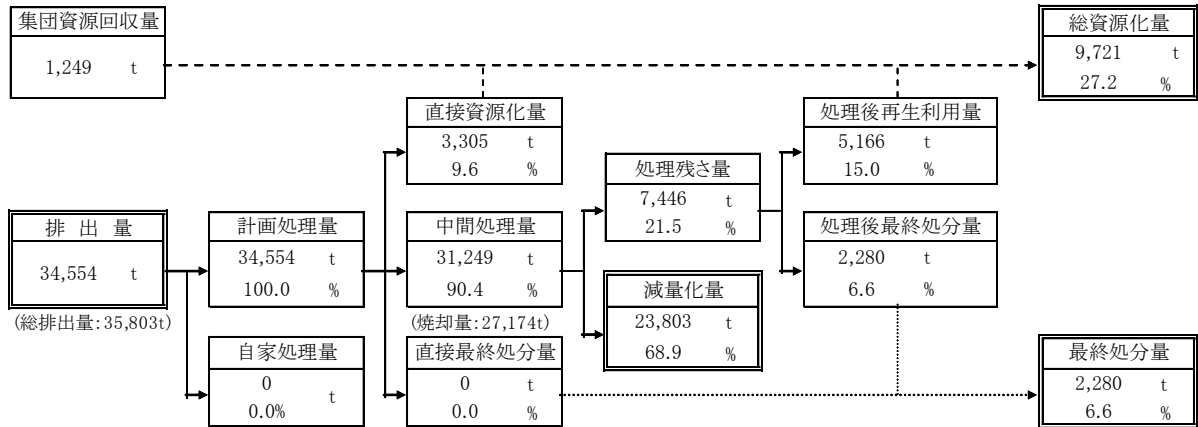 集団資源回収量
1,249 t
総資源化量
9,721 t
27.2 %
直接資源化量
3,305 t
9.6 %
処理後再生利用量
5,166 t
15.0 %
処理残さ量
7,446 t
21.5 %
排 出 量
34,554 t
(総排出量:35,803t)
計画処理量
34,554 t
100.0 %
中間処理量
31,249 t
90.4 %
(焼却量:27,174t)
処理後最終処分量
2,280 t
6.6 %
減量化量
23,803 t
68.9 %
自家処理量
0 t
0.0%
直接最終処分量
0 t
0.0 %
最終処分量
2,280 t
6.6 %